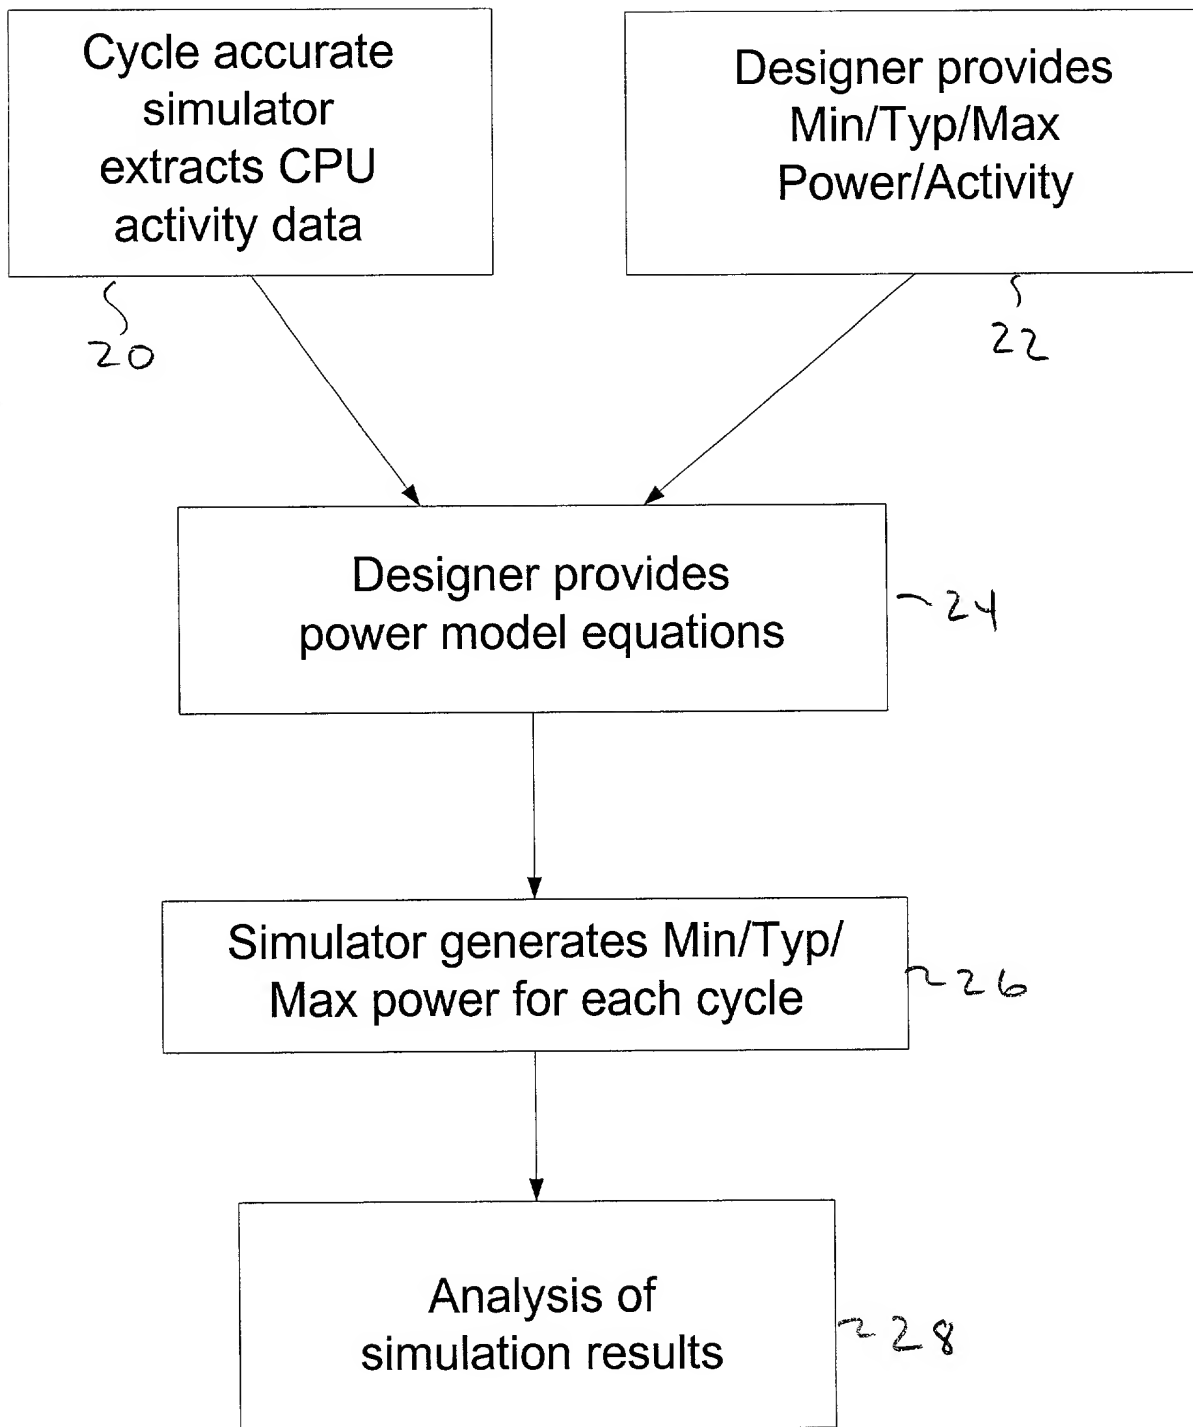 Cycle accurate
simulator
extracts CPU
activity data
20
Designer provides
Min/Typ/Max
Power/Activity
22
Designer provides
power model equations
24
Simulator generates Min/Typ/
Max power for each cycle
26
Analysis of
simulation results
28